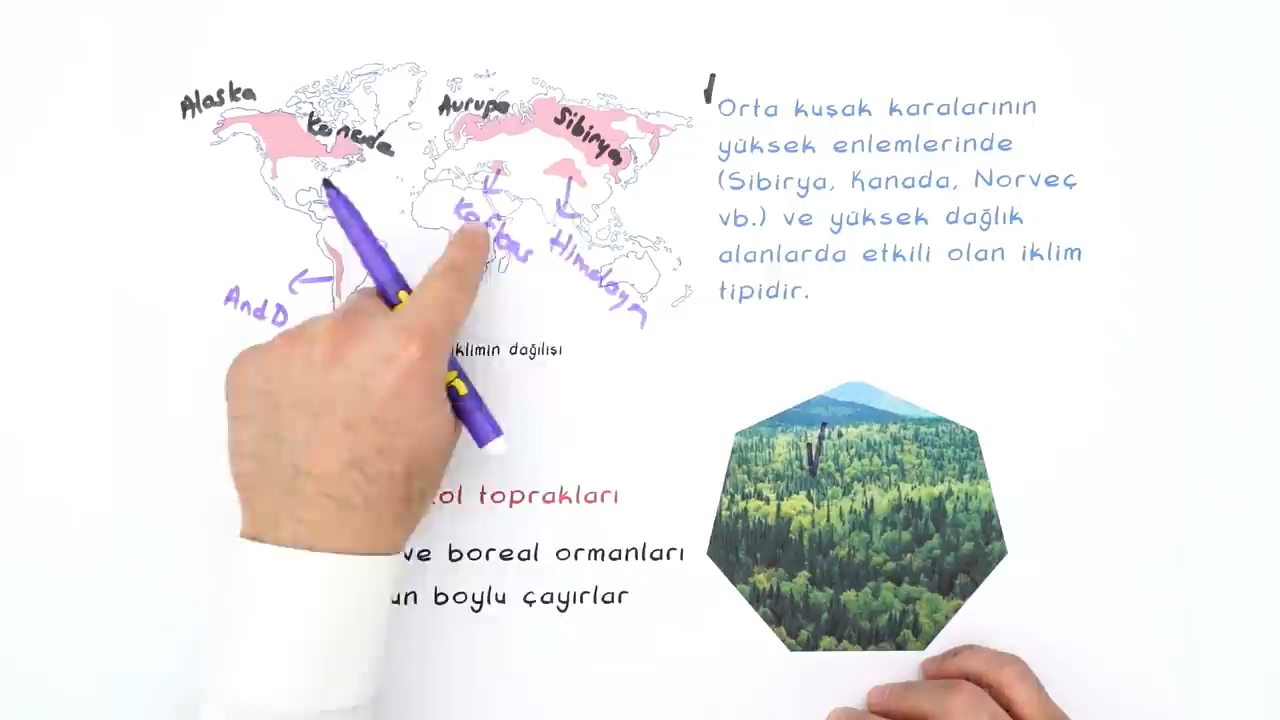 Alaska
Kanada
Avrupa
Sibirya
Kafkas
Himalaya
And D
iklimin dağılışı
Orta kuşak karalarının
yüksek enlemlerinde
(Sibirya, Kanada, Norveç
vb.) ve yüksek dağlık
alanlarda etkili olan iklim
tipidir.
toprakları
ve boreal ormanları
boylu çayırlar